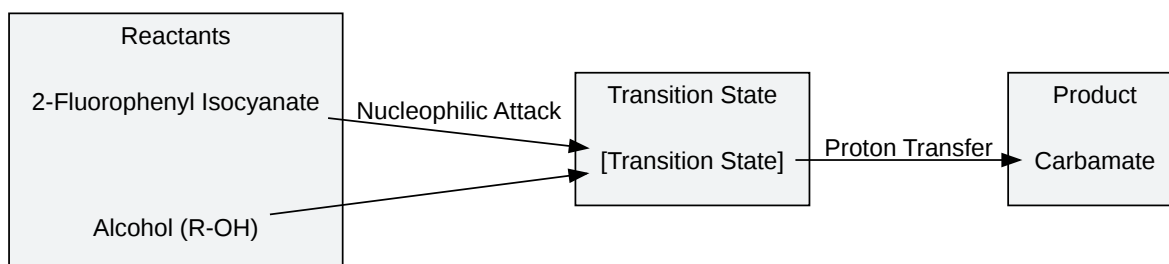 Reactants
2-Fluorophenyl Isocyanate
Alcohol (R-OH)
Nucleophilic Attack
Transition State
[Transition State]
Proton Transfer
Product
Carbamate